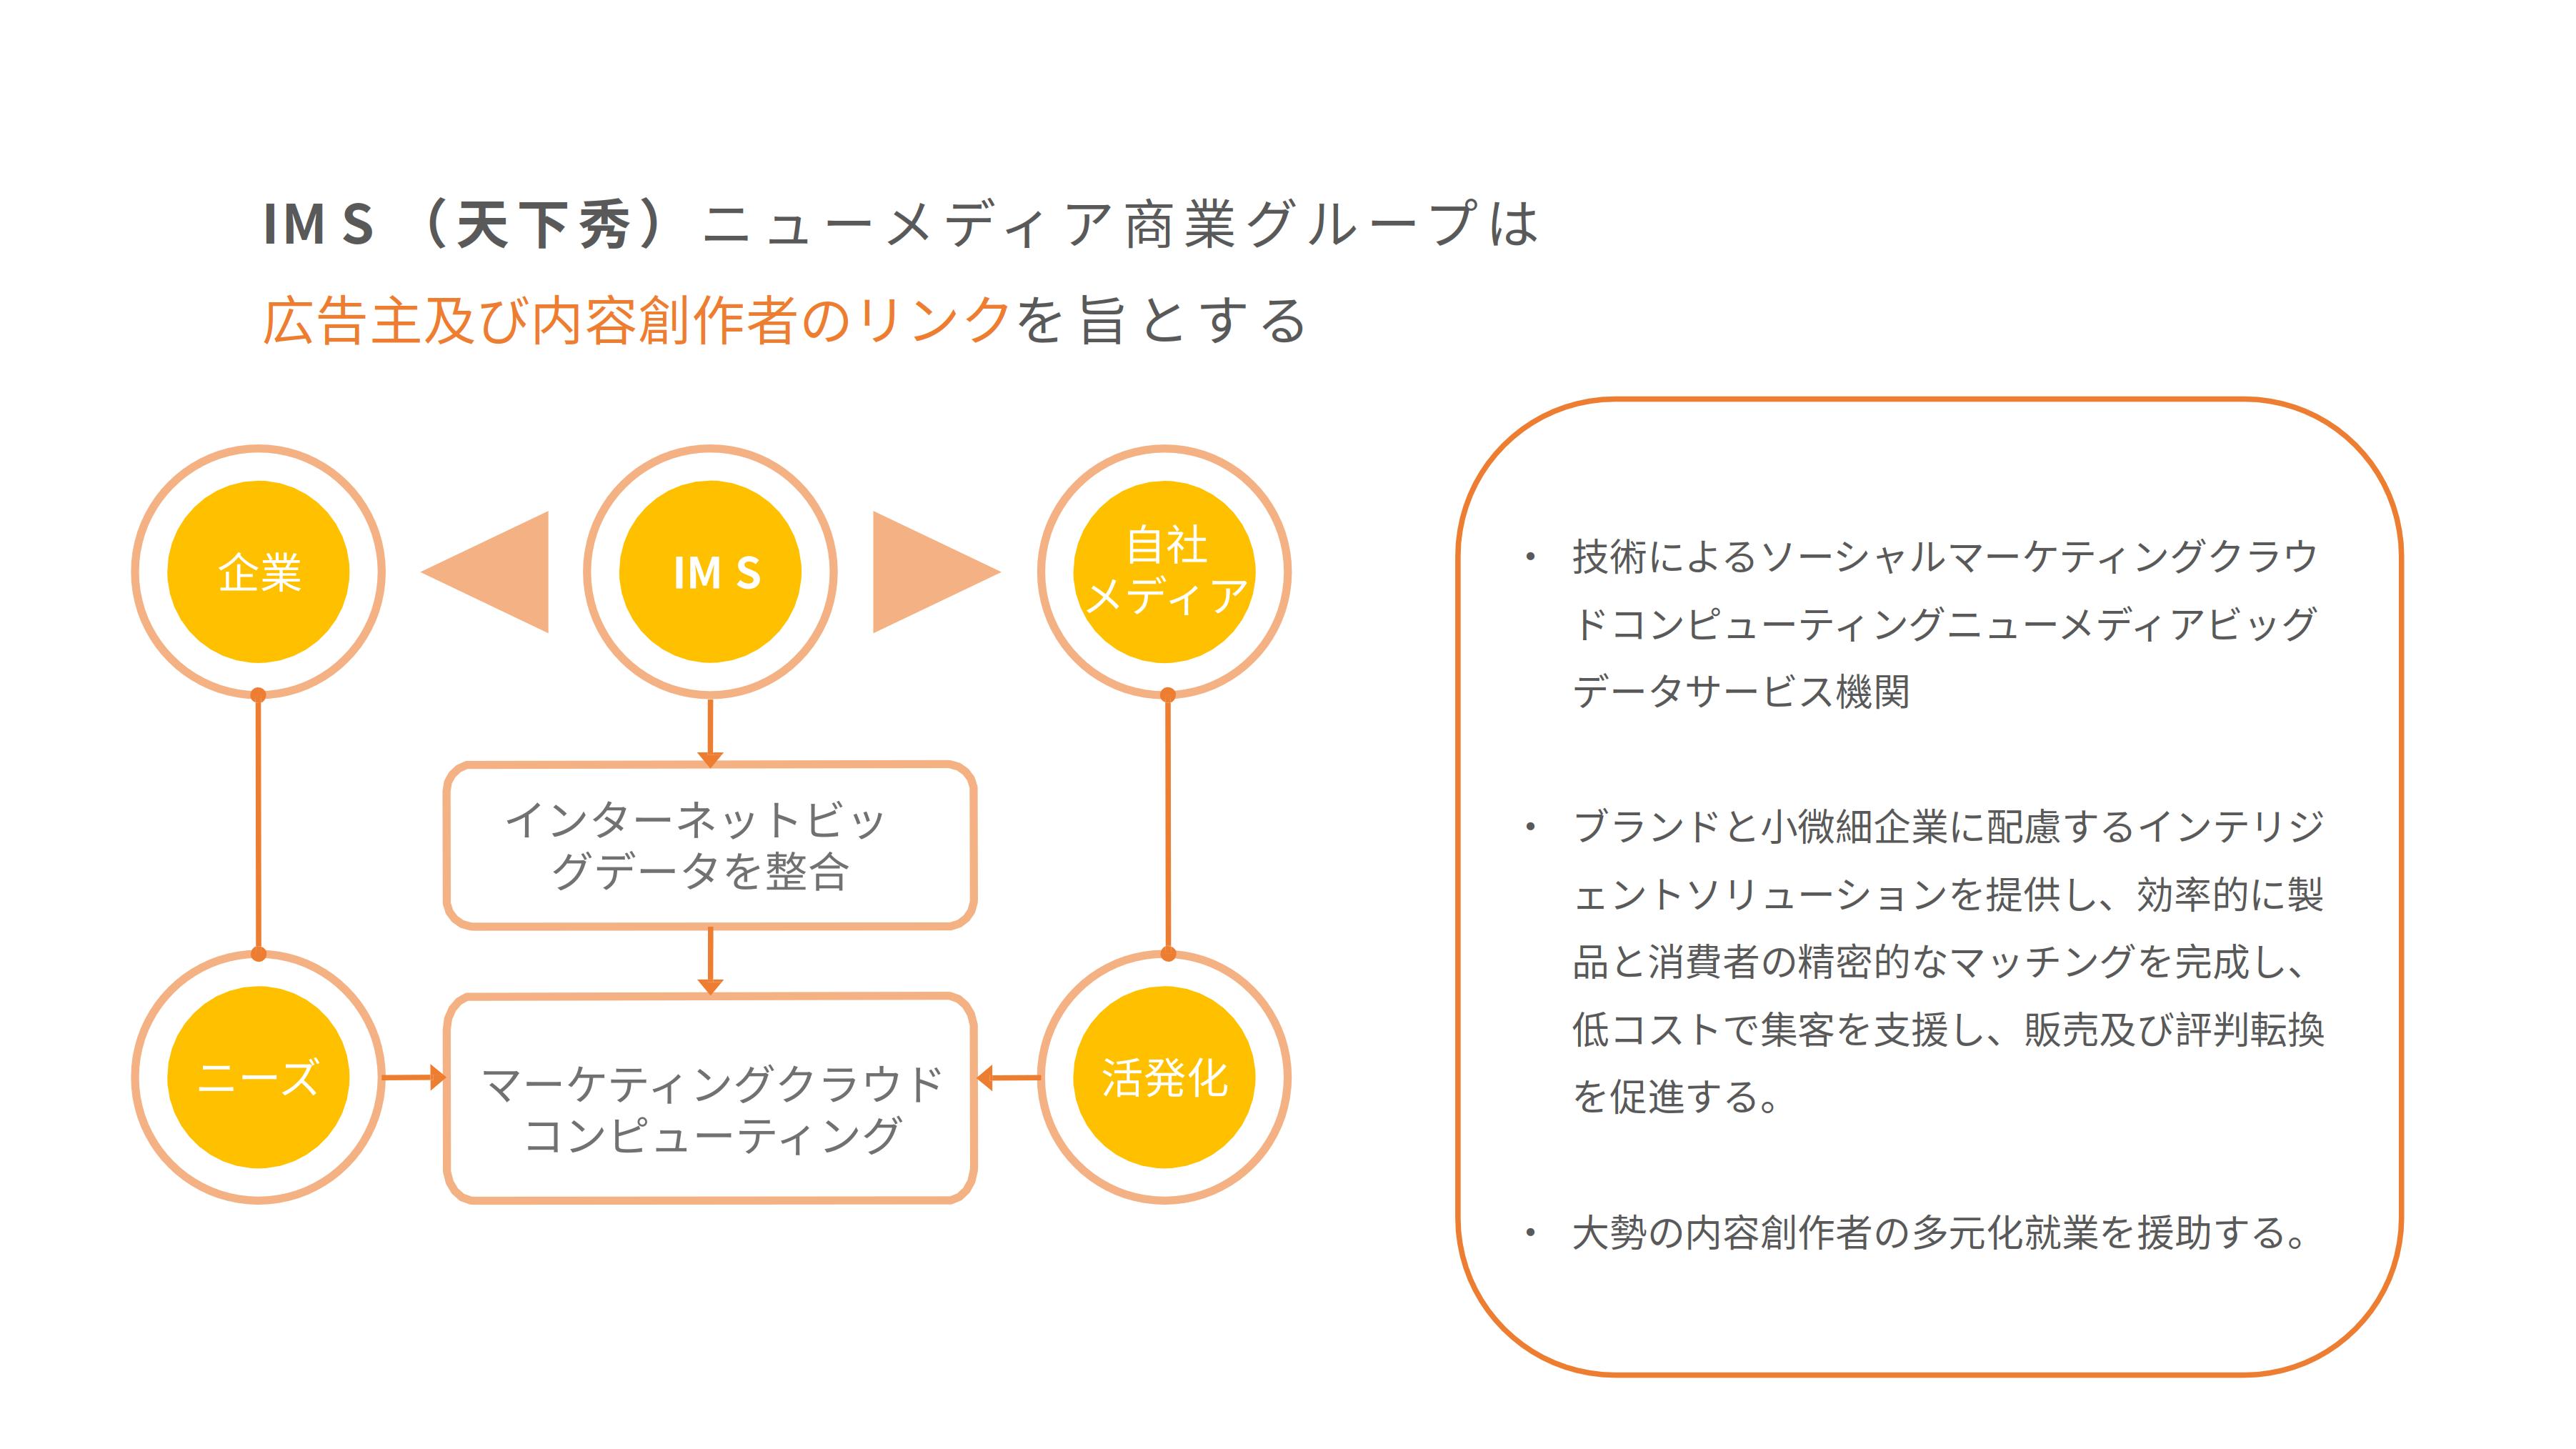 IMS（天下秀）ニューメディア商業グループは
広告主及び内容創作者のリンクを旨とする
企業
IMS
自社
メディア
インターネットビッ
グデータを整合
ニーズ
マーケティングクラウド
コンピューティング
活発化
・ 技術によるソーシャルマーケティングクラウ
ドコンピューティングニューメディアビッグ
データサービス機関
・ ブランドと小微細企業に配慮するインテリジ
ェントソリューションを提供し、効率的に製
品と消費者の精密的なマッチングを完成し、
低コストで集客を支援し、販売及び評判転換
を促進する。
・ 大勢の内容創作者の多元化就業を援助する。